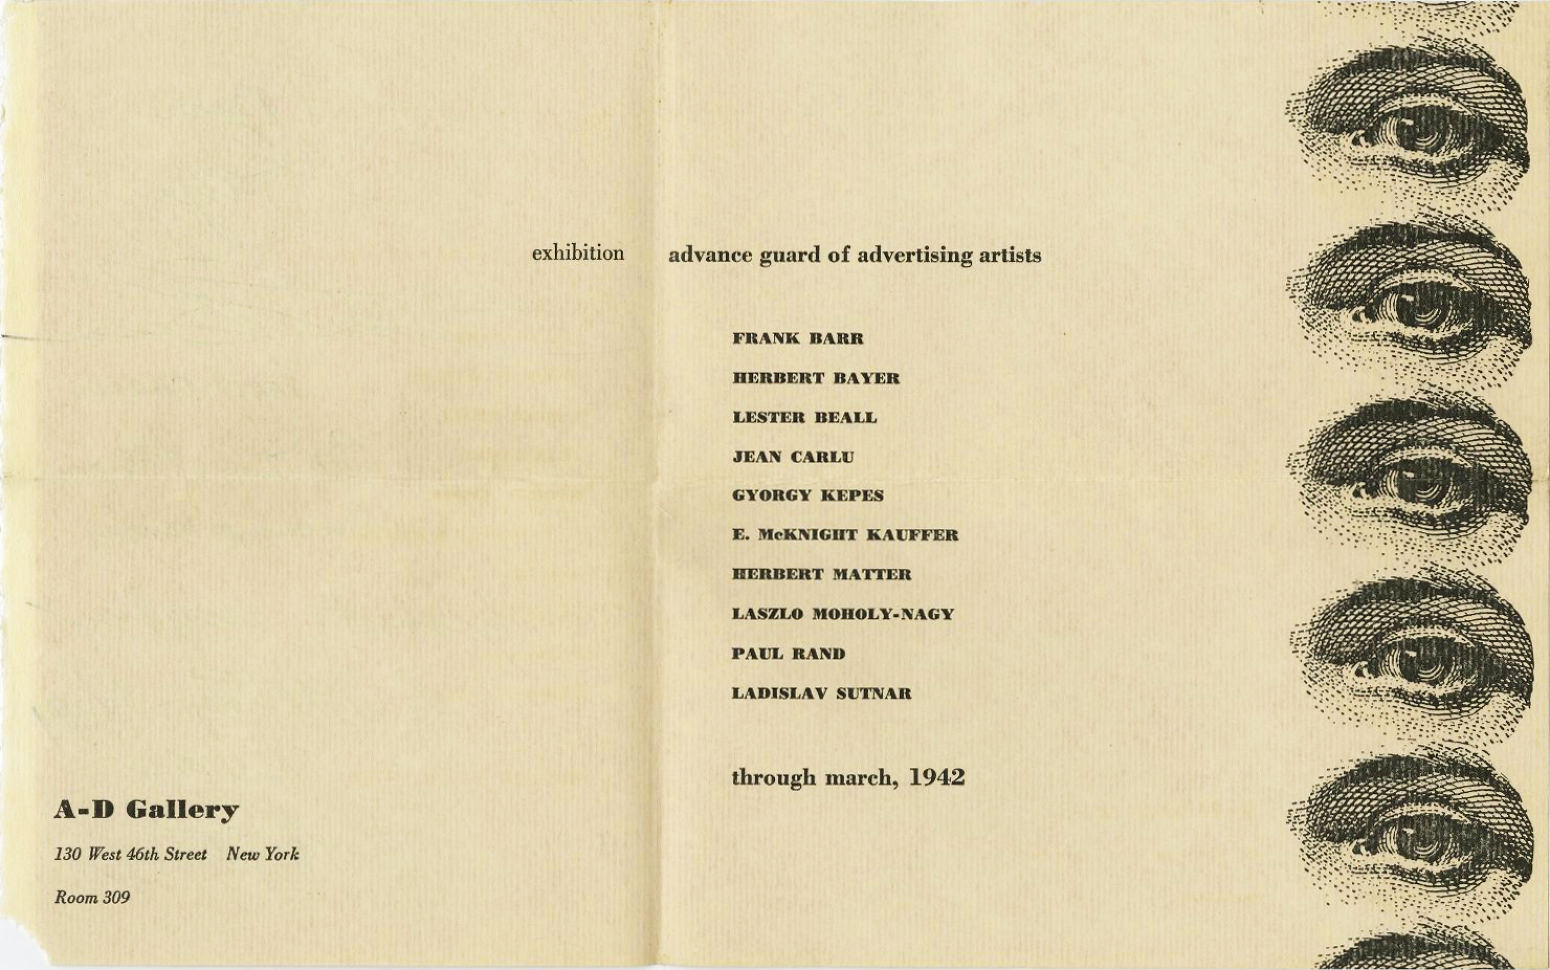 exhibition advance guard of advertising artists
FRANK BARR
HERBERT BAYER
LESTER BEALL
JEAN CARLU
GYORGY KEPES
E. McKNIGHT KAUFFER
HERBERT MATTER
LASZLO MOHOLY-NAGY
PAUL RAND
LADISLAV SUTNAR
through march, 1942
A-D Gallery
130 West 46th Street New York
Room 309